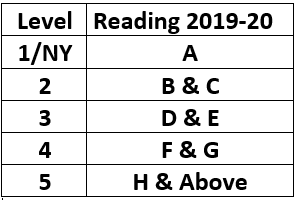 Level Reading 2019-20
1/NY A
2 B & C
3 D & E
4 F & G
5 H & Above